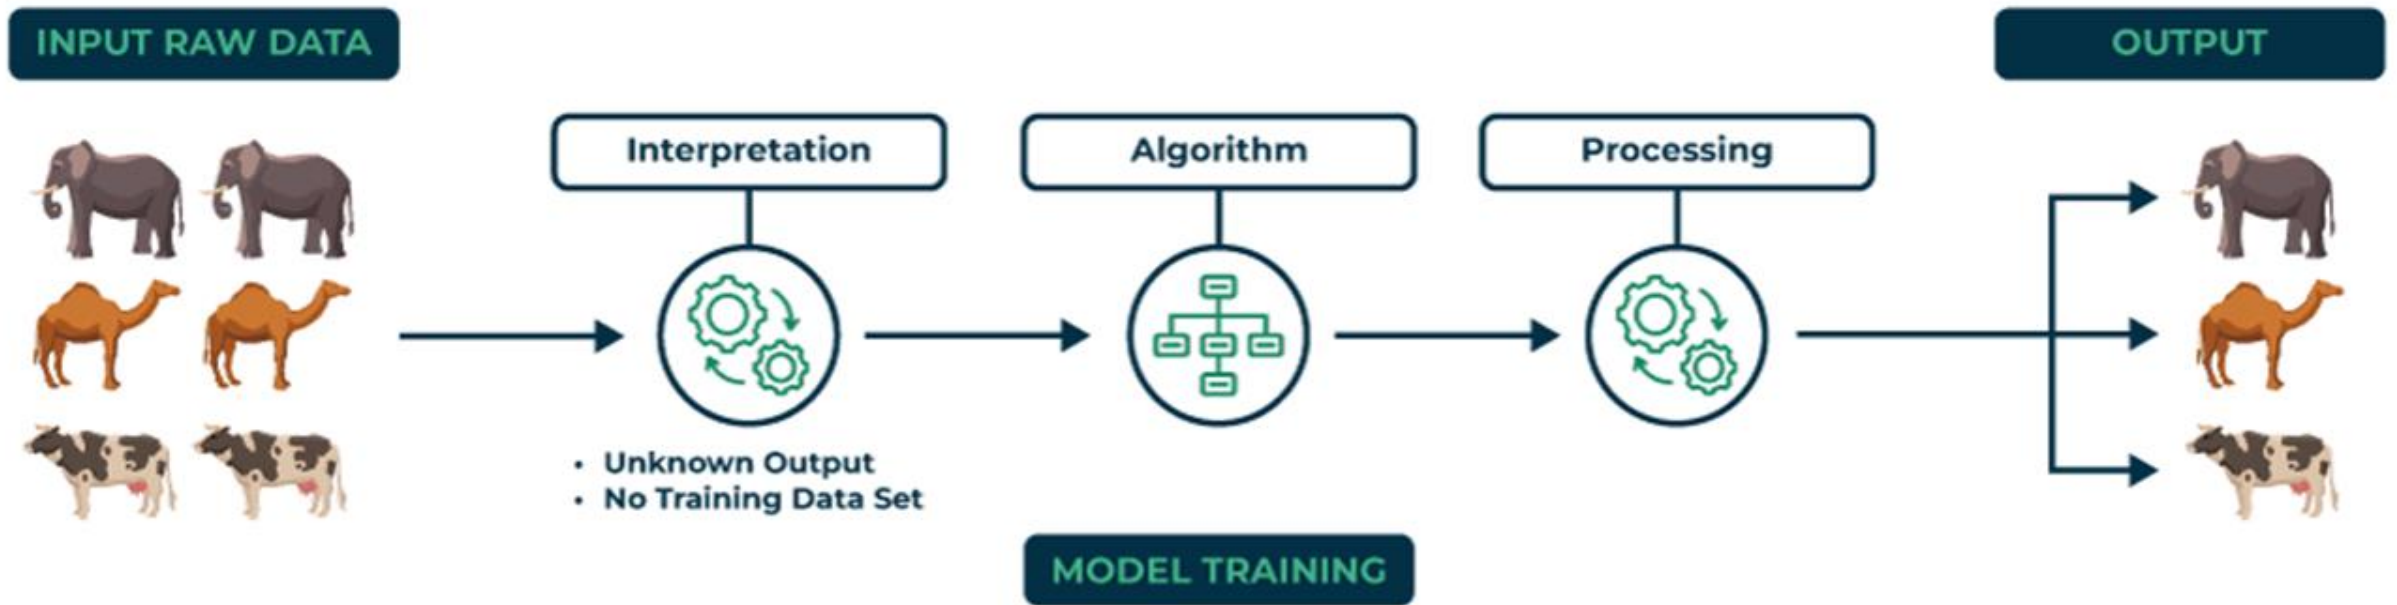 INPUT RAW DATA
OUTPUT
Interpretation
Algorithm
Processing
• Unknown Output
• No Training Data Set
MODEL TRAINING